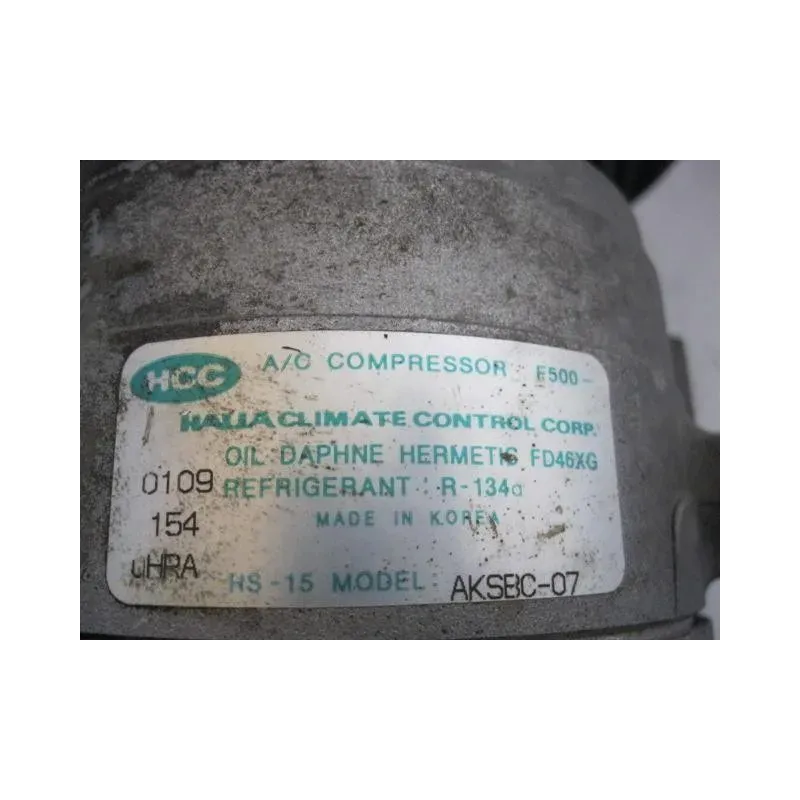 HCC A/C COMPRESSOR F500-
HALLA CLIMATE CONTROL CORP.
OIL DAPHNE HERMETIC FD46XG
0109 REFRIGERANT : R-134a
154 MADE IN KOREA
HS-15 MODEL: AKSBC-07